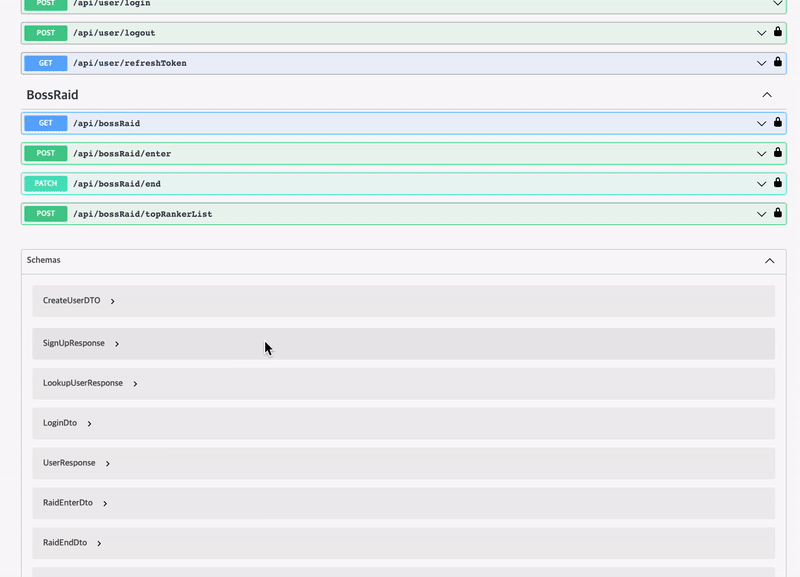 POST /api/user/login
POST /api/user/logout
GET /api/user/refreshToken
BossRaid
GET /api/bossRaid
POST /api/bossRaid/enter
PATCH /api/bossRaid/end
POST /api/bossRaid/topRankerList
Schemas
CreateUserDTO
SignUpResponse
LookupUserResponse
LoginDto
UserResponse
RaidEnterDto
RaidEndDto